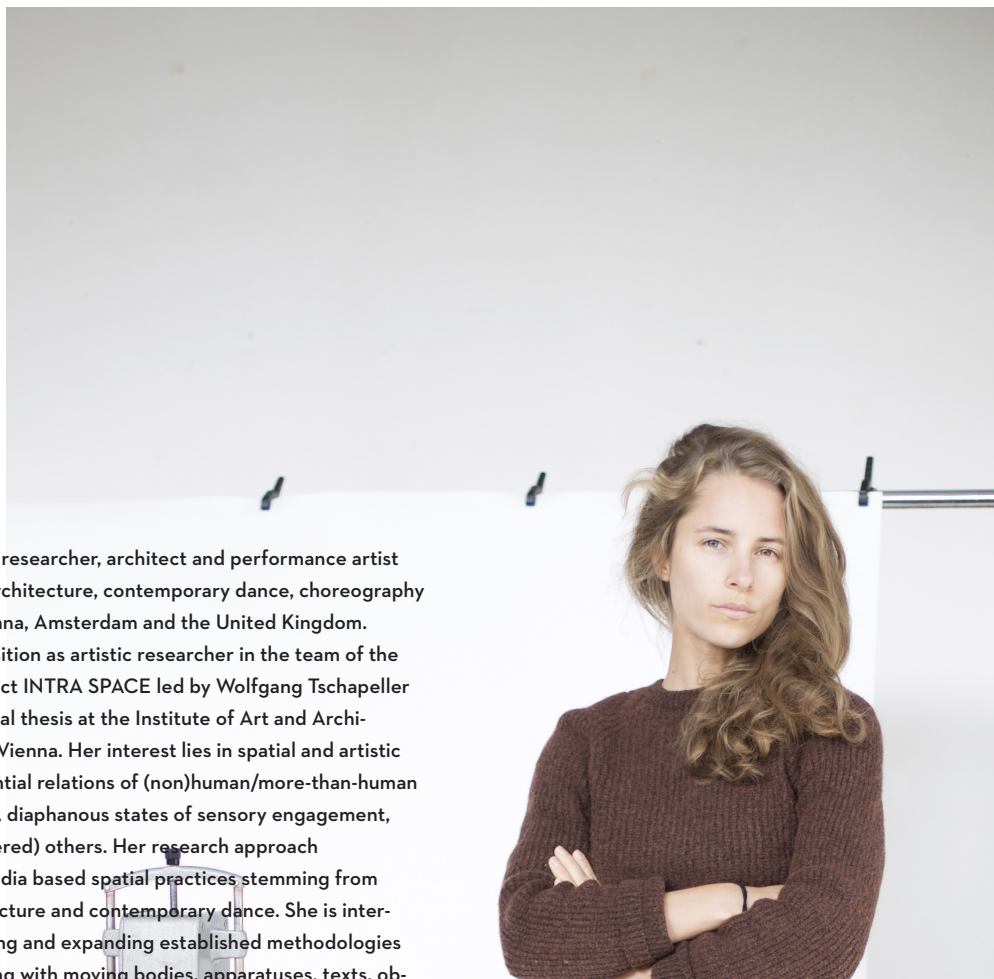 researcher, architect and performance artist
rchitecture, contemporary dance, choreography
nna, Amsterdam and the United Kingdom.
ition as artistic researcher in the team of the
ct INTRA SPACE led by Wolfgang Tschapeller
al thesis at the Institute of Art and Archi-
Vienna. Her interest lies in spatial and artistic
ntial relations of (non)human/more-than-human
, diaphanous states of sensory engagement,
ered) others. Her research approach
dia based spatial practices stemming from
cture and contemporary dance. She is inter-
ng and expanding established methodologies
ng with moving bodies, apparatuses, texts, ob-